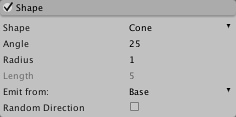 Shape
Shape Cone
Angle 25
Radius 1
Length 5
Emit from: Base
Random Direction